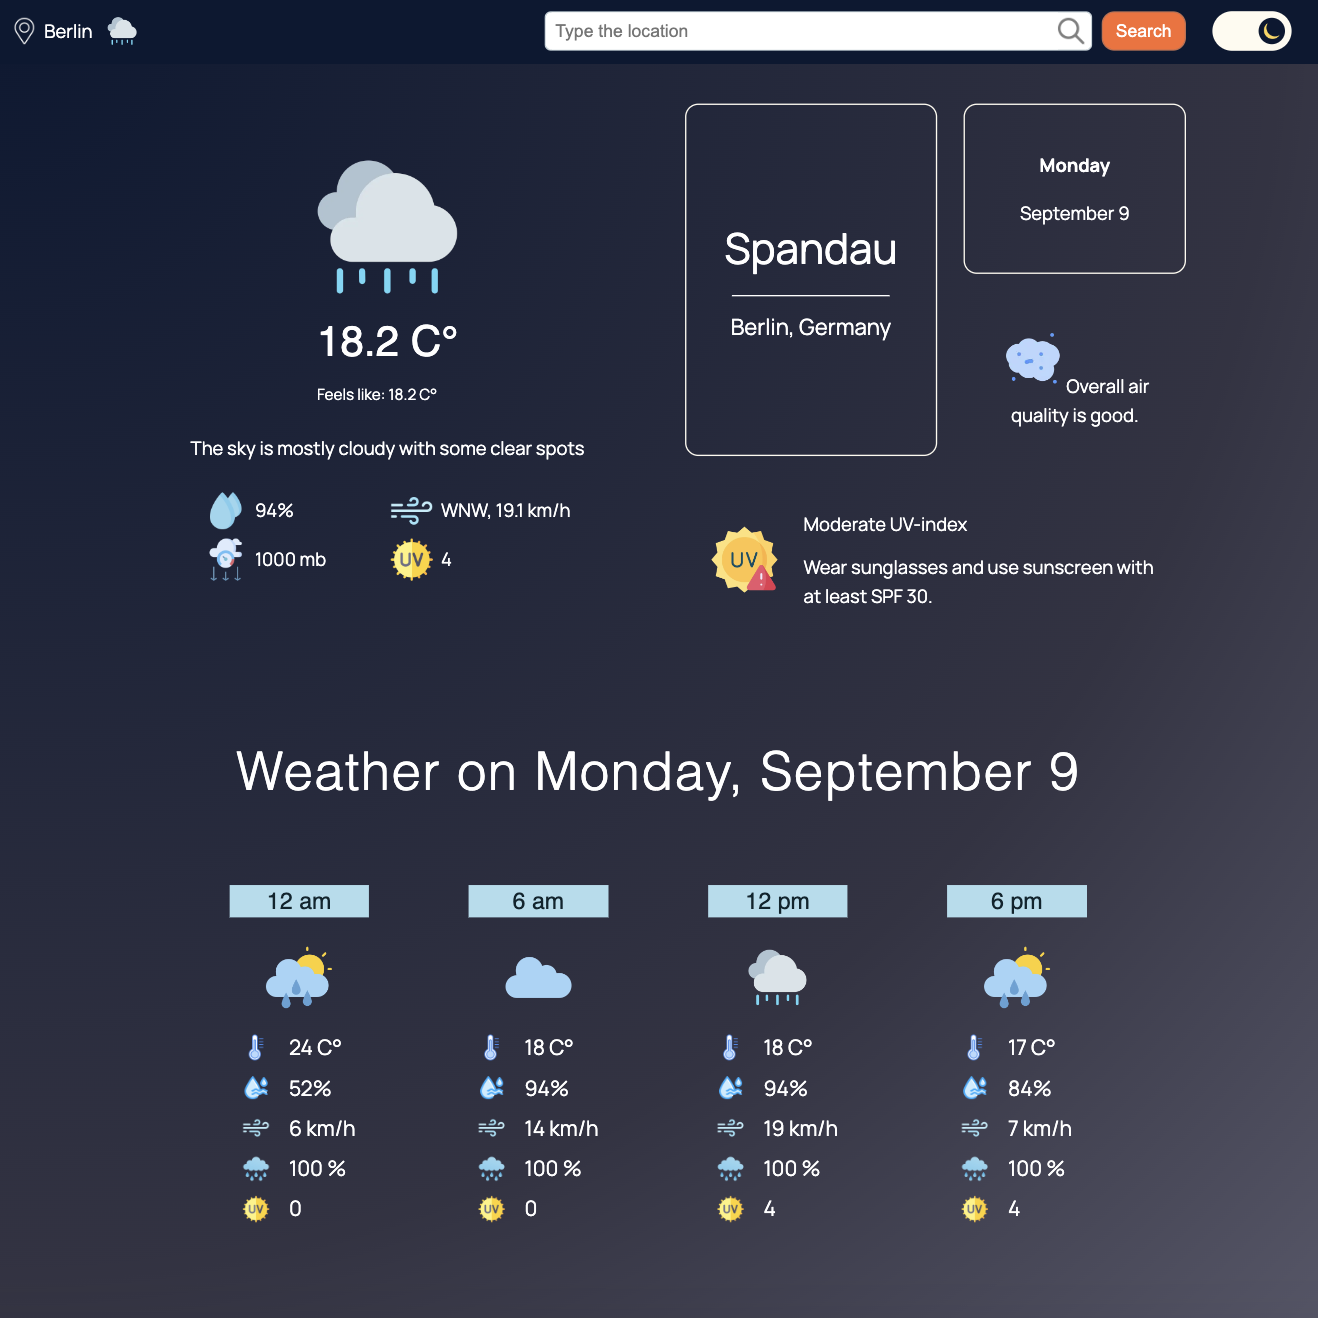 Berlin
Type the location
Search
18.2 C°
Feels like: 18.2 C°
The sky is mostly cloudy with some clear spots
94%
WNW, 19.1 km/h
1000 mb
UV
4
Spandau
Berlin, Germany
Monday
September 9
Overall air
quality is good.
UV
Moderate UV-index
Wear sunglasses and use sunscreen with
at least SPF 30.
Weather on Monday, September 9
12 am
6 am
12 pm
6 pm
24 C°
18 C°
18 C°
17 C°
52%
94%
94%
84%
6 km/h
14 km/h
19 km/h
7 km/h
100 %
100 %
100 %
100 %
UV
0
UV
0
UV
4
UV
4